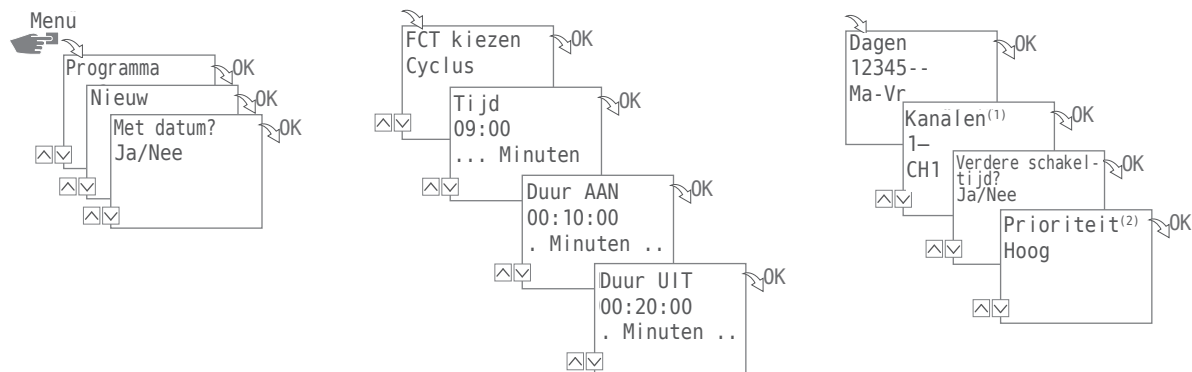 Menu
Programma
OK
Nieuw
OK
Met datum?
OK
Ja/Nee
FCT kiezen
OK
Cyclus
Tijd
OK
09:00
... Minuten
Duur AAN
OK
00:10:00
. Minuten ..
Duur UIT
OK
00:20:00
. Minuten ..
Dagen
OK
12345--
Ma-Vr
Kanalen(1)
OK
1–
CH1
Verdere schakel-
OK
tijd?
Ja/Nee
Prioriteit(2)
OK
Hoog